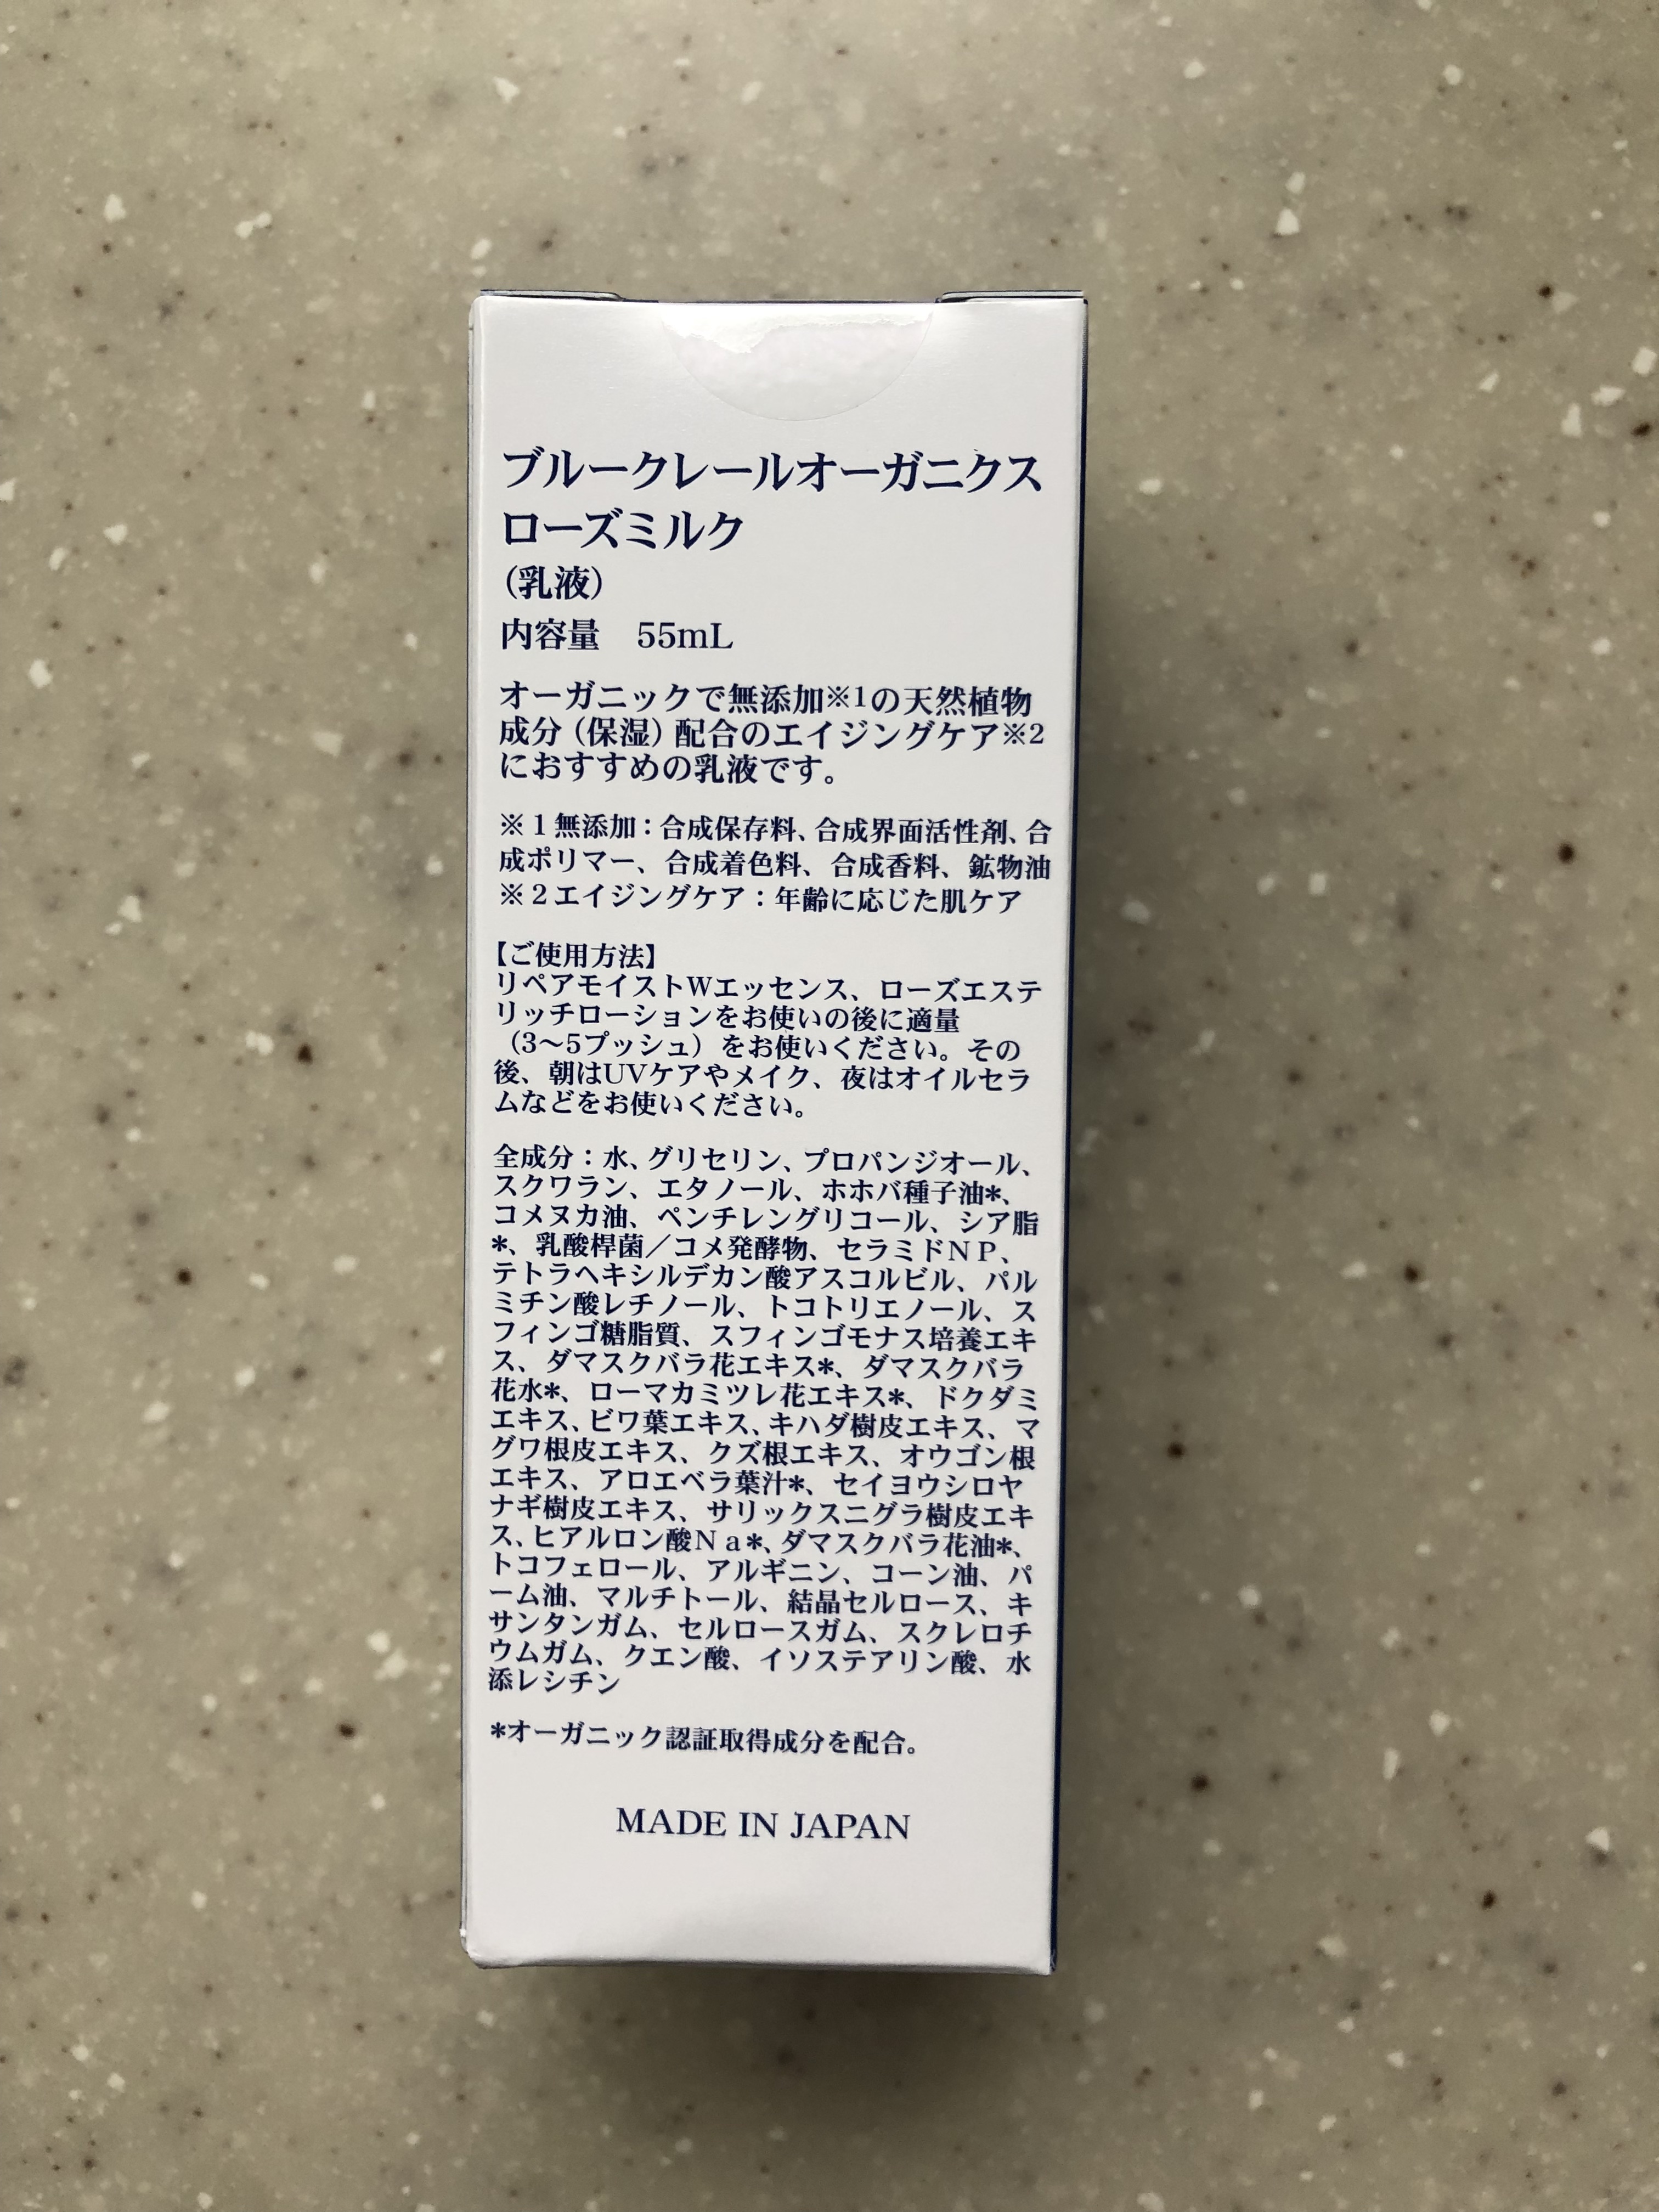 ブルークレールオーガニクス
ローズミルク
（乳液）
内容量　55mL
オーガニックで無添加※1の天然植物
成分（保湿）配合のエイジングケア※2
におすすめの乳液です。
※１無添加：合成保存料、合成界面活性剤、合
成ポリマー、合成着色料、合成香料、鉱物油
※２エイジングケア：年齢に応じた肌ケア
【ご使用方法】
リペアモイストWエッセンス、ローズエステ
リッチローションをお使いの後に適量
（3〜5プッシュ）をお使いください。その
後、朝はUVケアやメイク、夜はオイルセラ
ムなどをお使いください。
全成分：水、グリセリン、プロパンジオール、
スクワラン、エタノール、ホホバ種子油*、
コメヌカ油、ペンチレングリコール、シア脂
*、乳酸桿菌／コメ発酵物、セラミドＮＰ、
テトラヘキシルデカン酸アスコルビル、パル
ミチン酸レチノール、トコトリエノール、ス
フィンゴ糖脂質、スフィンゴモナス培養エキ
ス、ダマスクバラ花エキス*、ダマスクバラ
花水*、ローマカミツレ花エキス*、ドクダミ
エキス、ビワ葉エキス、キハダ樹皮エキス、マ
グワ根皮エキス、クズ根エキス、オウゴン根
エキス、アロエベラ葉汁*、セイヨウシロヤ
ナギ樹皮エキス、サリックスニグラ樹皮エキ
ス、ヒアルロン酸Ｎａ*、ダマスクバラ花油*、
トコフェロール、アルギニン、コーン油、パ
ーム油、マルチトール、結晶セルロース、キ
サンタンガム、セルロースガム、スクレロチ
ウムガム、クエン酸、イソステアリン酸、水
添レシチン
*オーガニック認証取得成分を配合。
MADE IN JAPAN